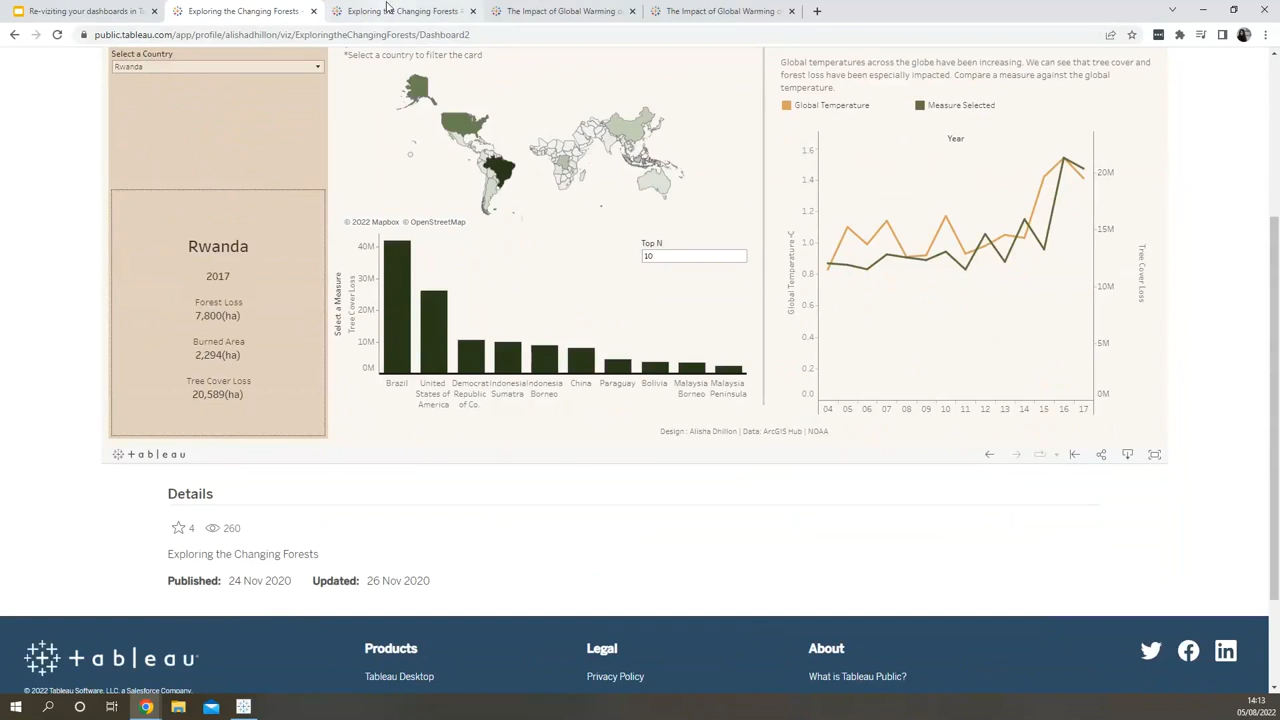 Re-viziting your dashboards in T
Exploring the Changing Forests -
Exploring the Changing Forests
The Impact of Global Warming o
The Impact of Global Warming o
public.tableau.com/app/profile/alishadhillon/viz/ExploringtheChangingForests/Dashboard2
Select a Country
Rwanda
*Select a country to filter the card
Global temperatures across the globe have been increasing. We can see that tree cover and
forest loss have been especially impacted. Compare a measure against the global
temperature.
Global Temperature
Measure Selected
Rwanda
2017
Forest Loss
7,800(ha)
Burned Area
2,294(ha)
Tree Cover Loss
20,589(ha)
© 2022 Mapbox © OpenStreetMap
Top N
10
Select a Measure
Tree Cover Loss
40M
30M
20M
10M
0M
Brazil
United
States of
America
Democrat
Republic
of Co.
Indonesia
Sumatra
Indonesia
Borneo
China
Paraguay
Bolivia
Malaysia
Borneo
Malaysia
Peninsula
Year
Global Temperature °C
1.6
1.4
1.2
1.0
0.8
0.6
0.4
0.2
0.0
04 05 06 07 08 09 10 11 12 13 14 15 16 17
20M
15M
10M
5M
0M
Tree Cover Loss
Design : Alisha Dhillon | Data: ArcGIS Hub | NOAA
+ a b l e a u
Details
4
260
Exploring the Changing Forests
Published: 24 Nov 2020 Updated: 26 Nov 2020
+ a b l e a u
Products
Tableau Desktop
Legal
Privacy Policy
About
What is Tableau Public?
© 2022 Tableau Software, LLC, a Salesforce Company.
14:13
05/08/2022